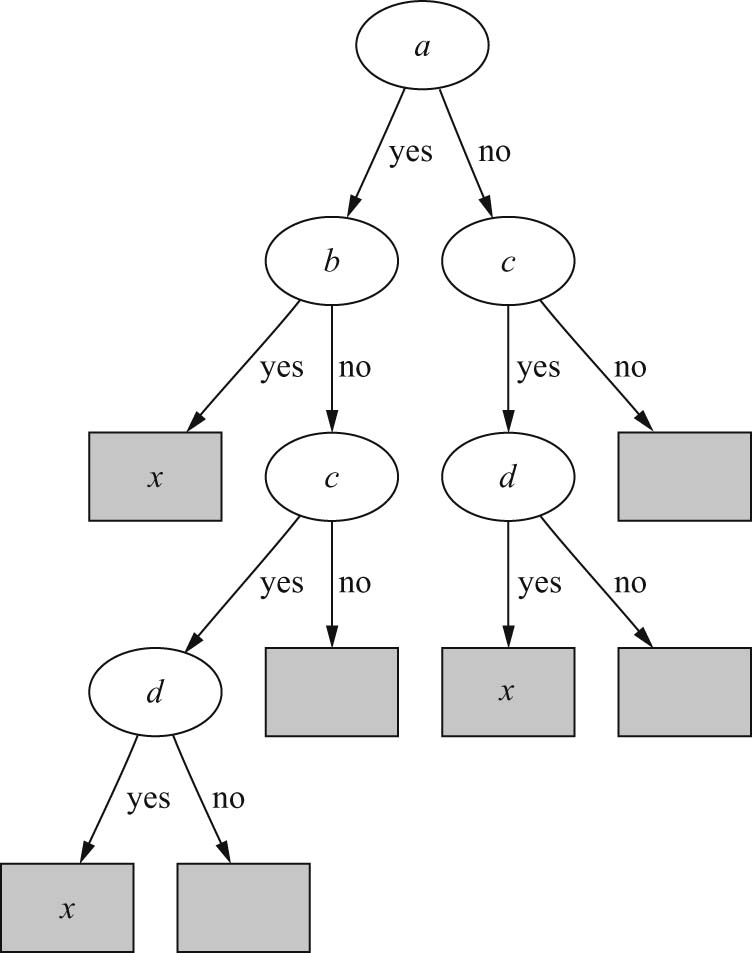 a
yes no
b c
yes no yes no
x c d
yes no yes no
d x
yes no
x